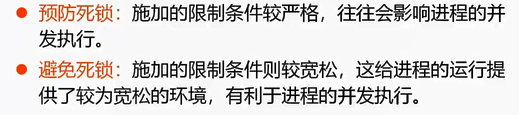 预防死锁：施加的限制条件较严格，往往会影响进程的并
发执行。
避免死锁：施加的限制条件则较宽松，这给进程的运行提
供了较为宽松的环境，有利于进程的并发执行。